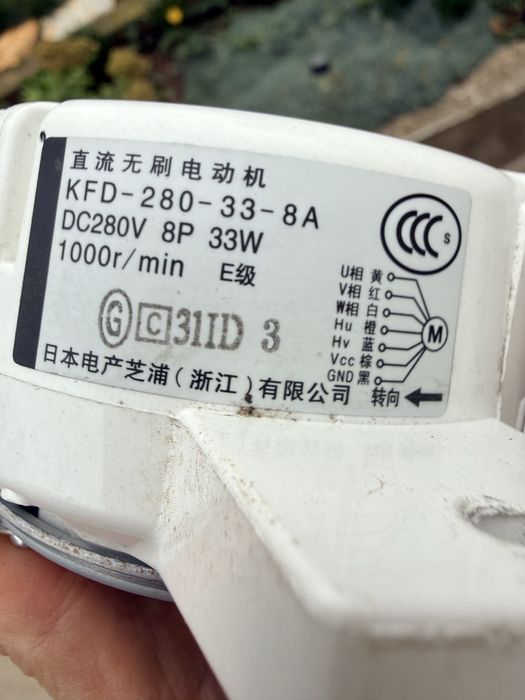 直流无刷电动机
KFD-280-33-8A
DC280V 8P 33W
1000r/min E级
CCC S
U相 黄
V相 红
W相 白
Hu 橙
Hv 蓝
Vcc 棕
GND 黑
M
转向
G C 31IID 3
日本电产芝浦(浙江)有限公司